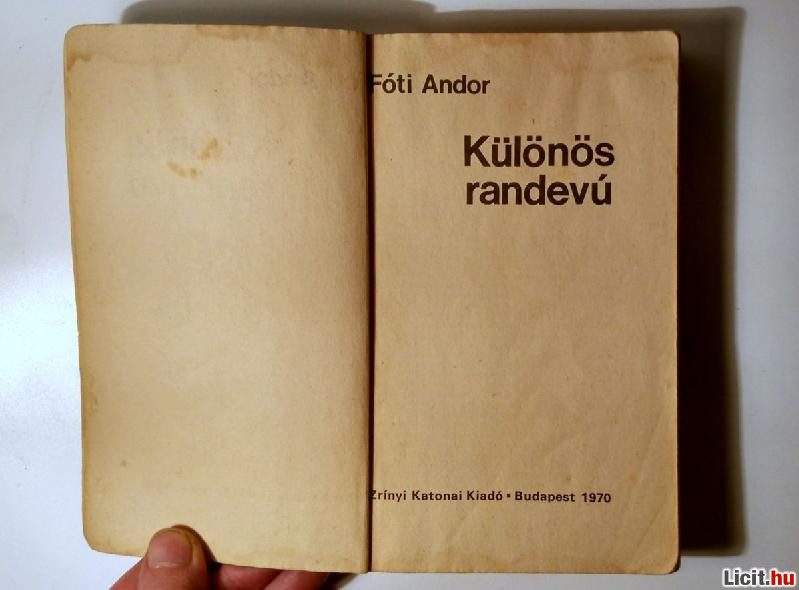 Fóti Andor
Különös
randevú
Zrínyi Katonai Kiadó • Budapest 1970
Licit.hu